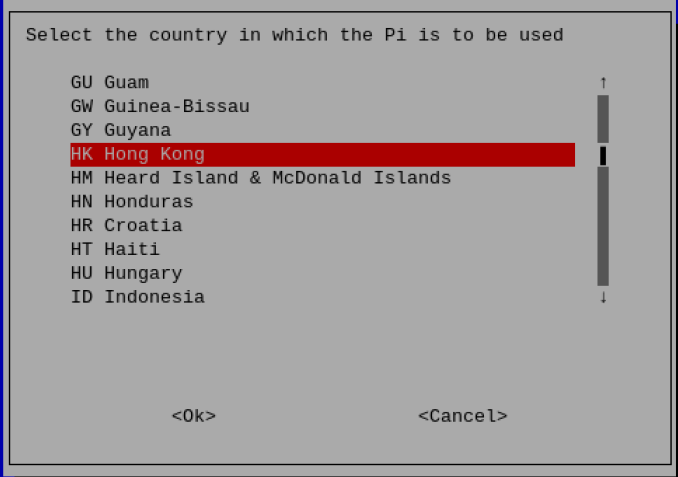 Select the country in which the Pi is to be used
GU Guam
GW Guinea-Bissau
GY Guyana
HK Hong Kong
HM Heard Island & McDonald Islands
HN Honduras
HR Croatia
HT Haiti
HU Hungary
ID Indonesia
<Ok> <Cancel>